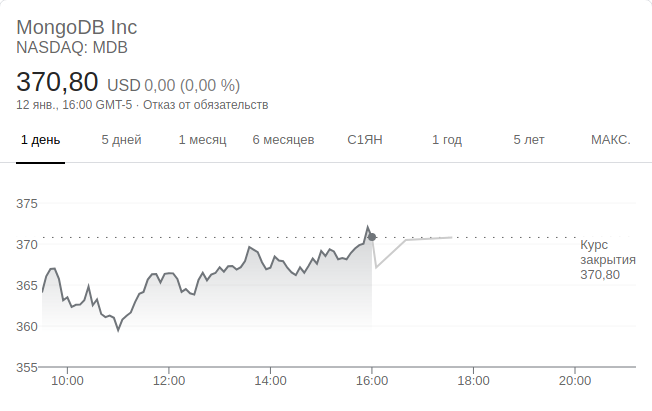 MongoDB Inc
NASDAQ: MDB
370,80 USD 0,00 (0,00 %)
12 янв., 16:00 GMT-5 · Отказ от обязательств
1 день 5 дней 1 месяц 6 месяцев С1ЯН 1 год 5 лет МАКС.
375
370
365
360
355
Курс
закрытия
370,80
10:00 12:00 14:00 16:00 18:00 20:00